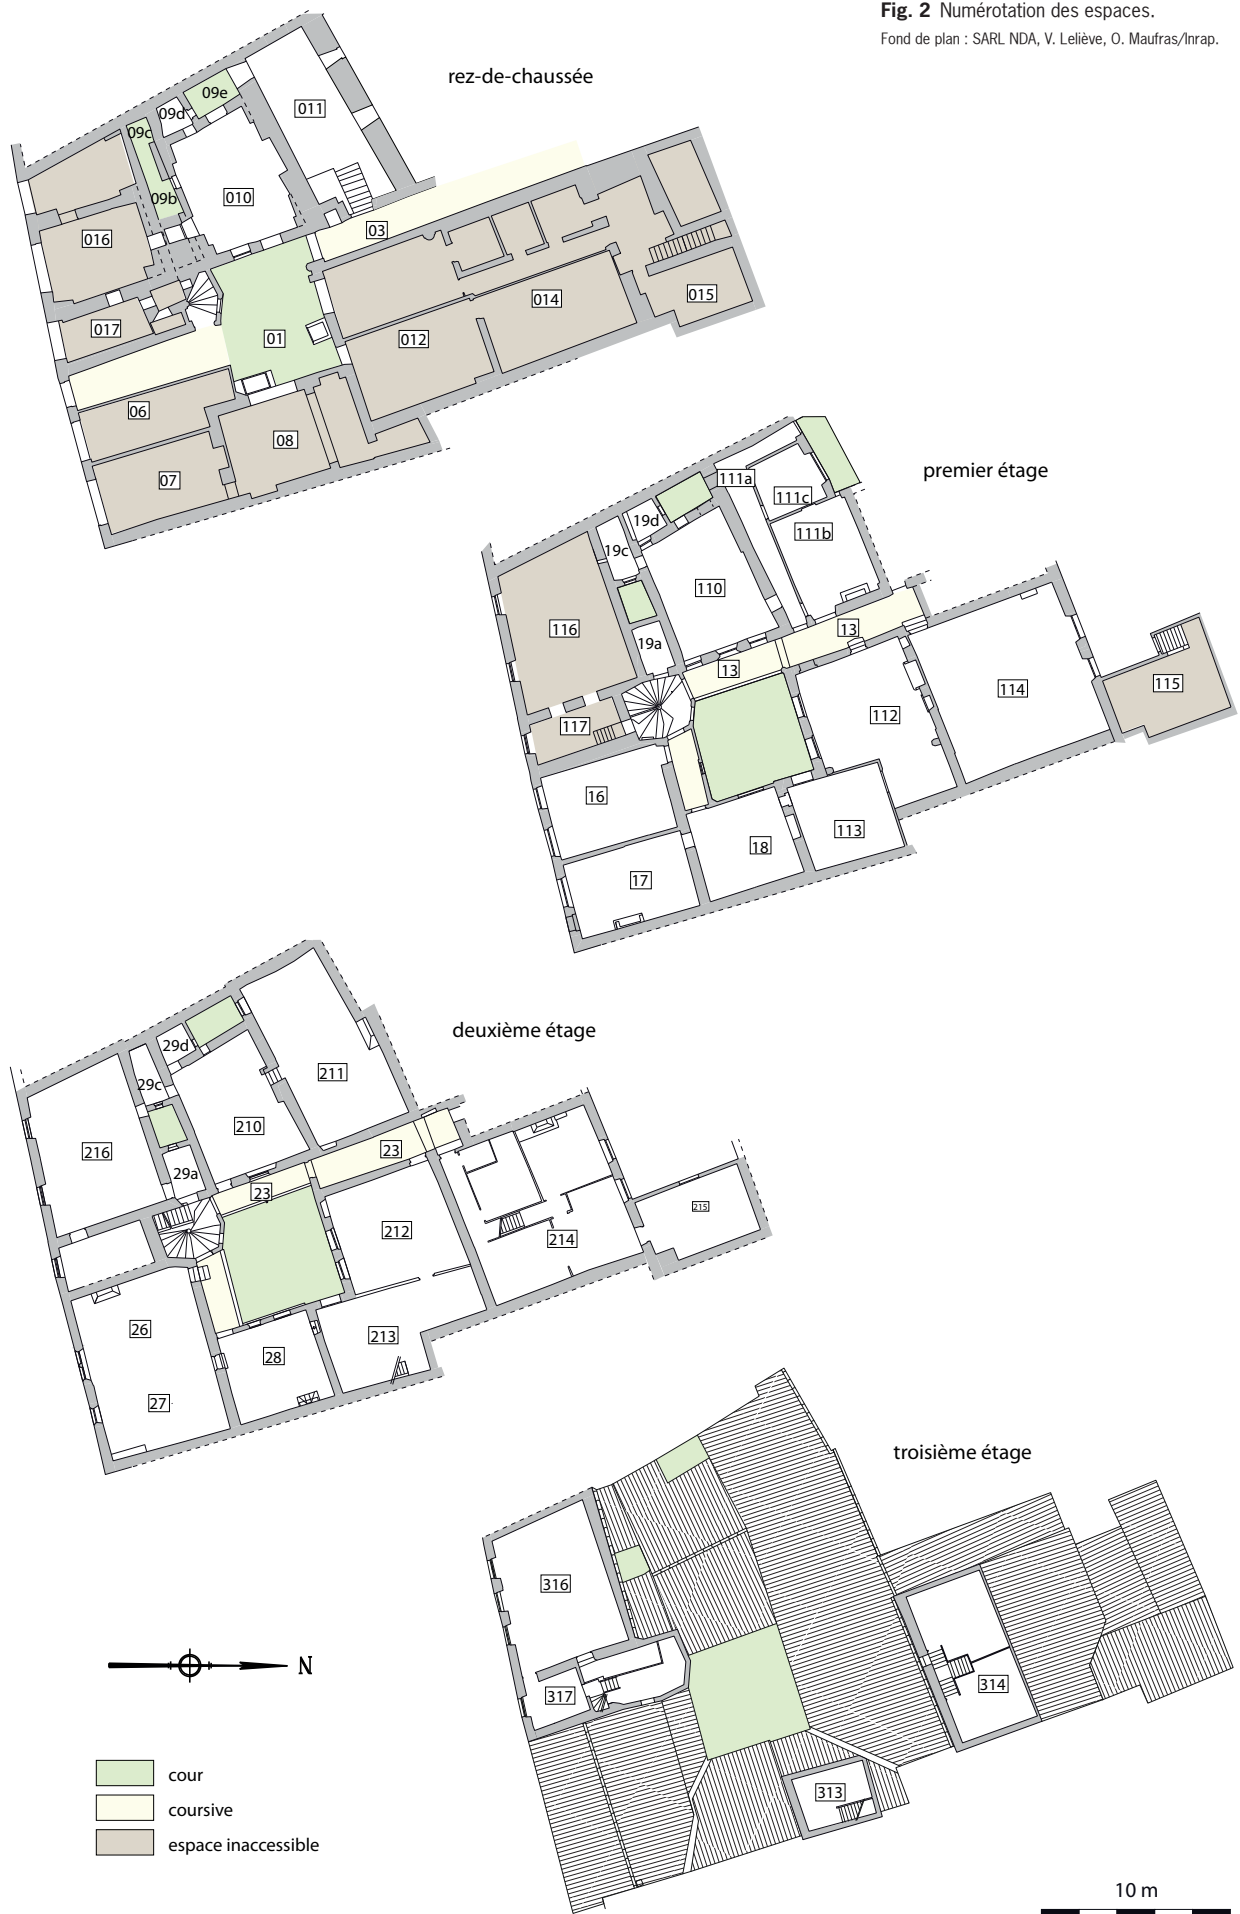 Fig. 2 Numérotation des espaces.
Fond de plan : SARL NDA, V. Leliève, O. Maufras/Inrap.
rez-de-chaussée
09e
09d
011
09c
09b
010
016
03
014
015
017
01
012
06
08
07
premier étage
111a
111c
19d
111b
19c
110
116
13
19a
13
114
115
117
112
16
113
18
17
deuxième étage
29d
29c
211
210
216
23
29a
23
215
212
214
26
213
28
27
troisième étage
316
314
317
313
N
cour
coursive
espace inaccessible
10 m